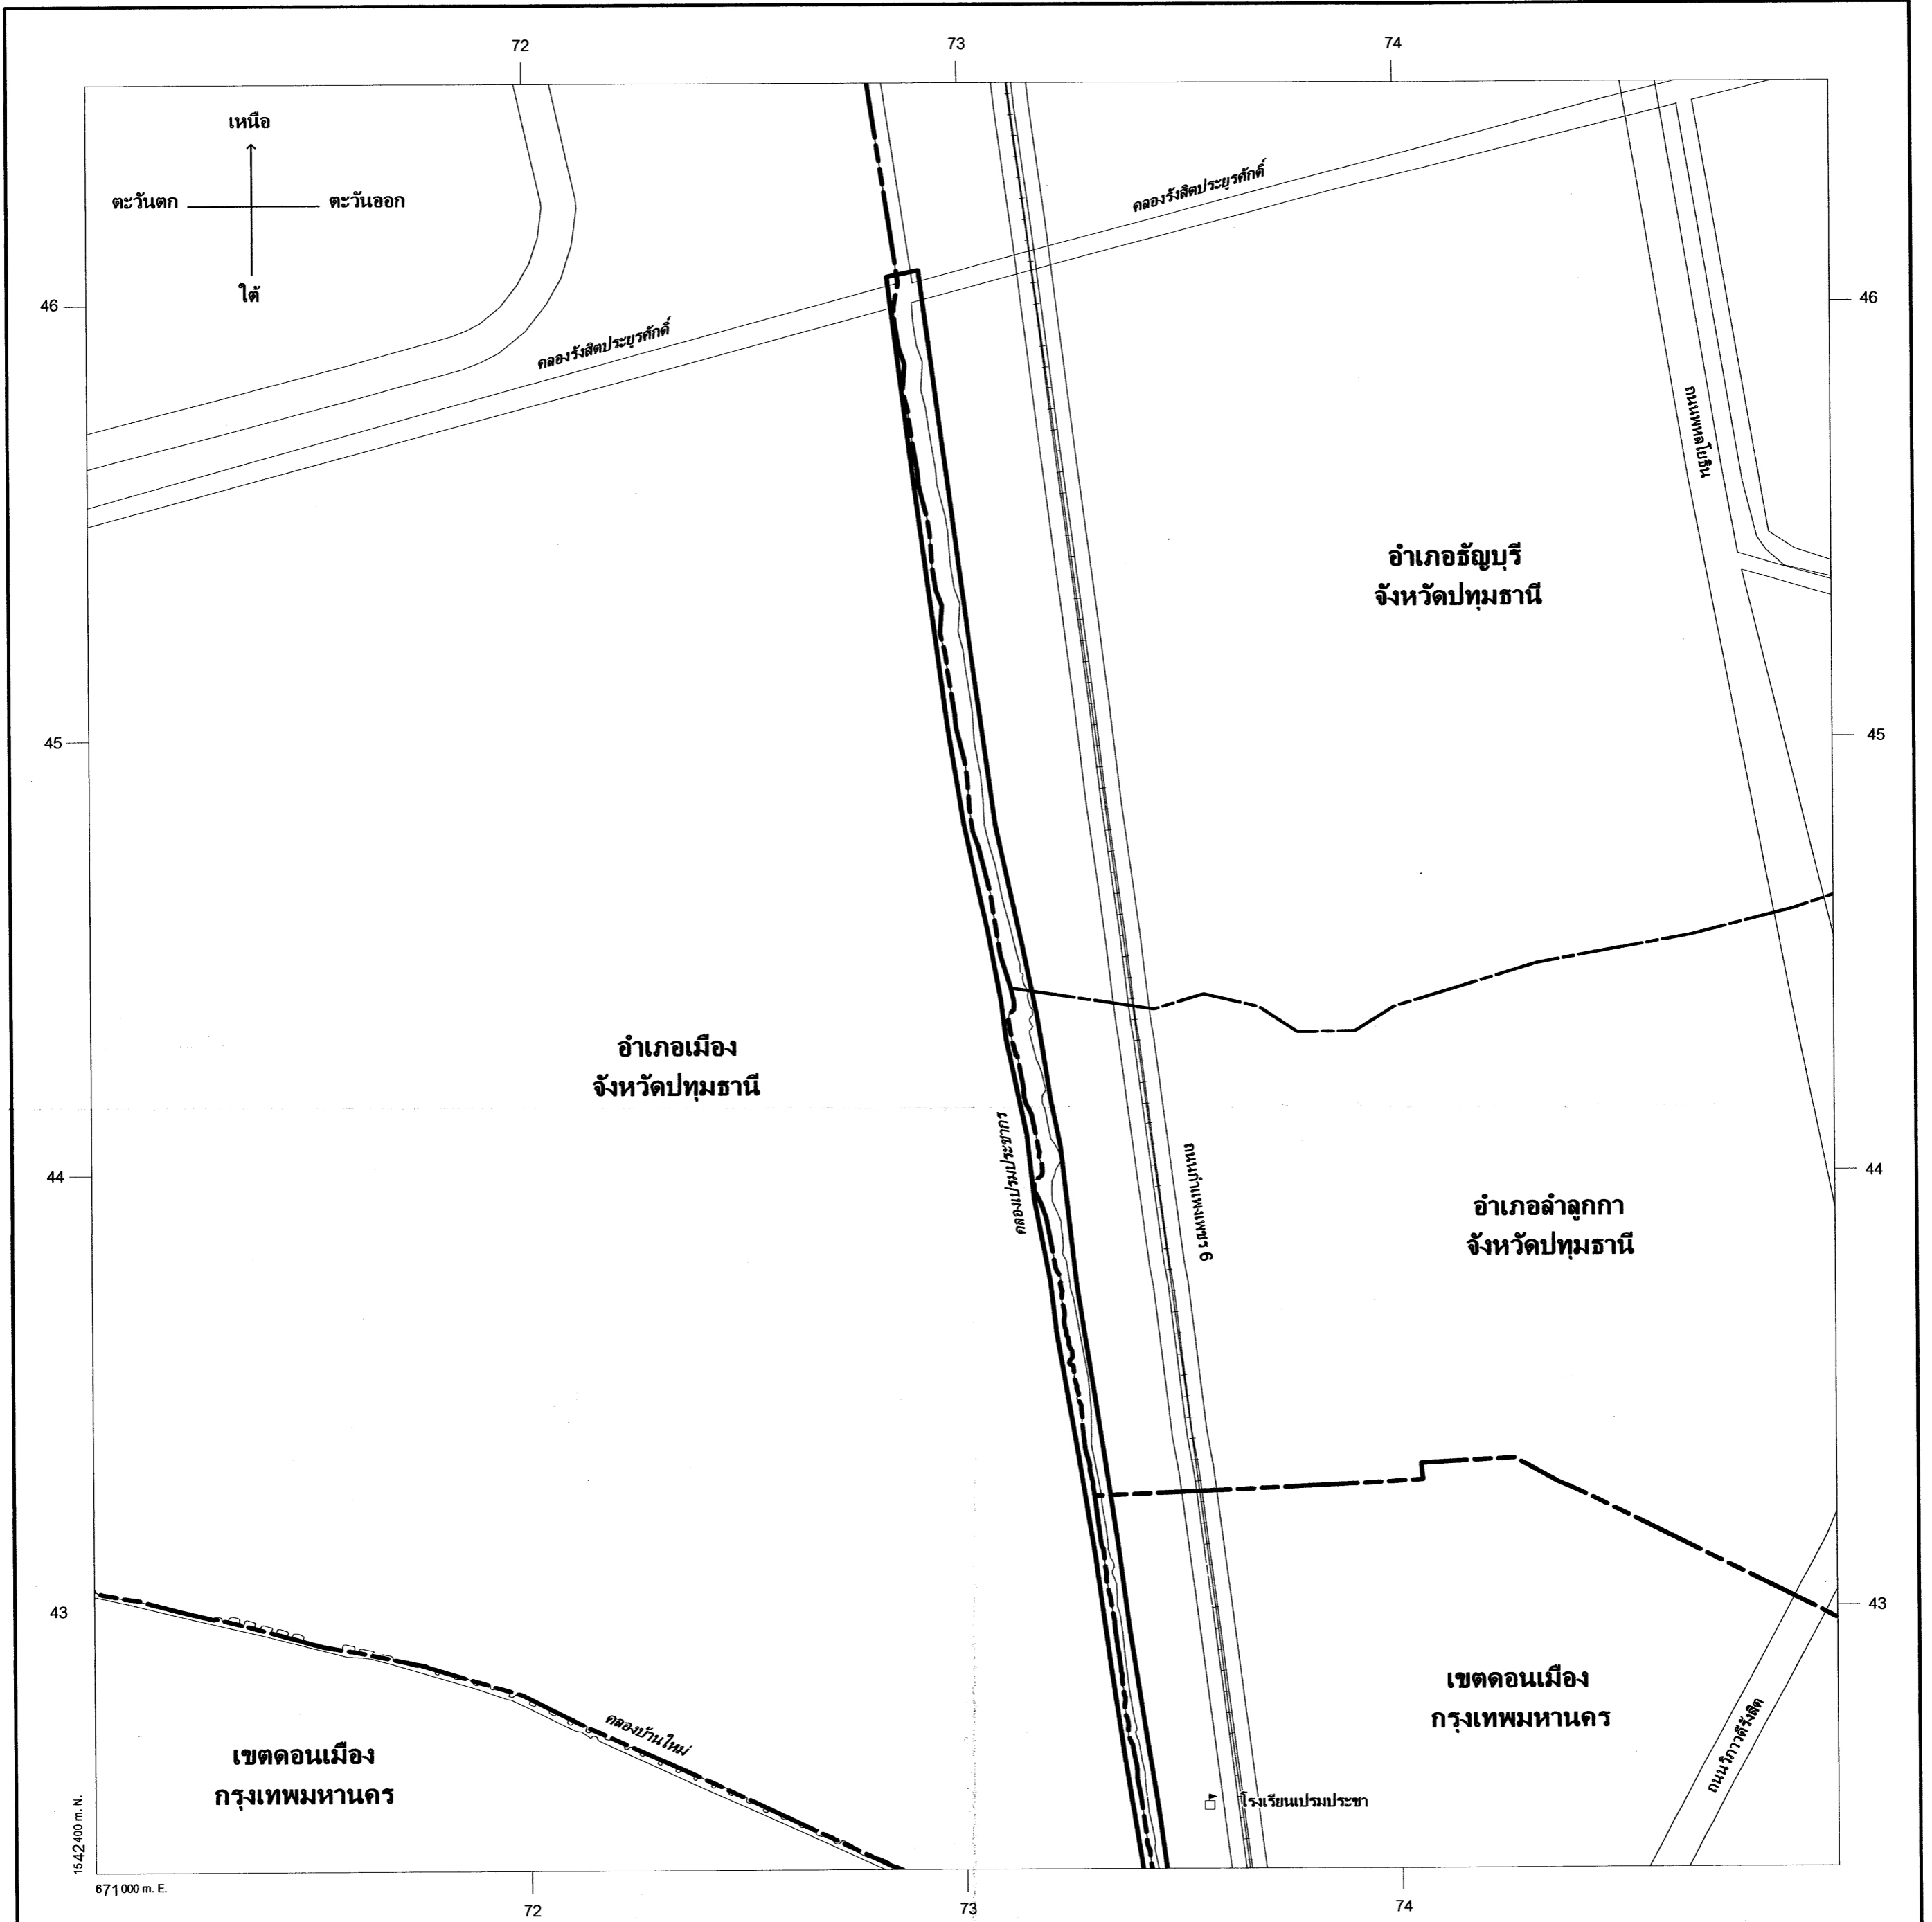 72
73
74
เหนือ
ตะวันตก
ตะวันออก
ใต้
คลองรังสิตประยูรศักดิ์
46
46
คลองรังสิตประยูรศักดิ์
ถนนพหลโยธิน
อำเภอธัญบุรี
จังหวัดปทุมธานี
45
45
อำเภอเมือง
จังหวัดปทุมธานี
คลองเปรมประชากร
ถนนกำแพงเพชร 6
44
44
อำเภอลำลูกกา
จังหวัดปทุมธานี
43
43
เขตดอนเมือง
กรุงเทพมหานคร
คลองบ้านใหม่
ถนนวิภาวดีรังสิต
เขตดอนเมือง
กรุงเทพมหานคร
โรงเรียนเปรมประชา
1542400 m. N.
671000 m. E.
72
73
74